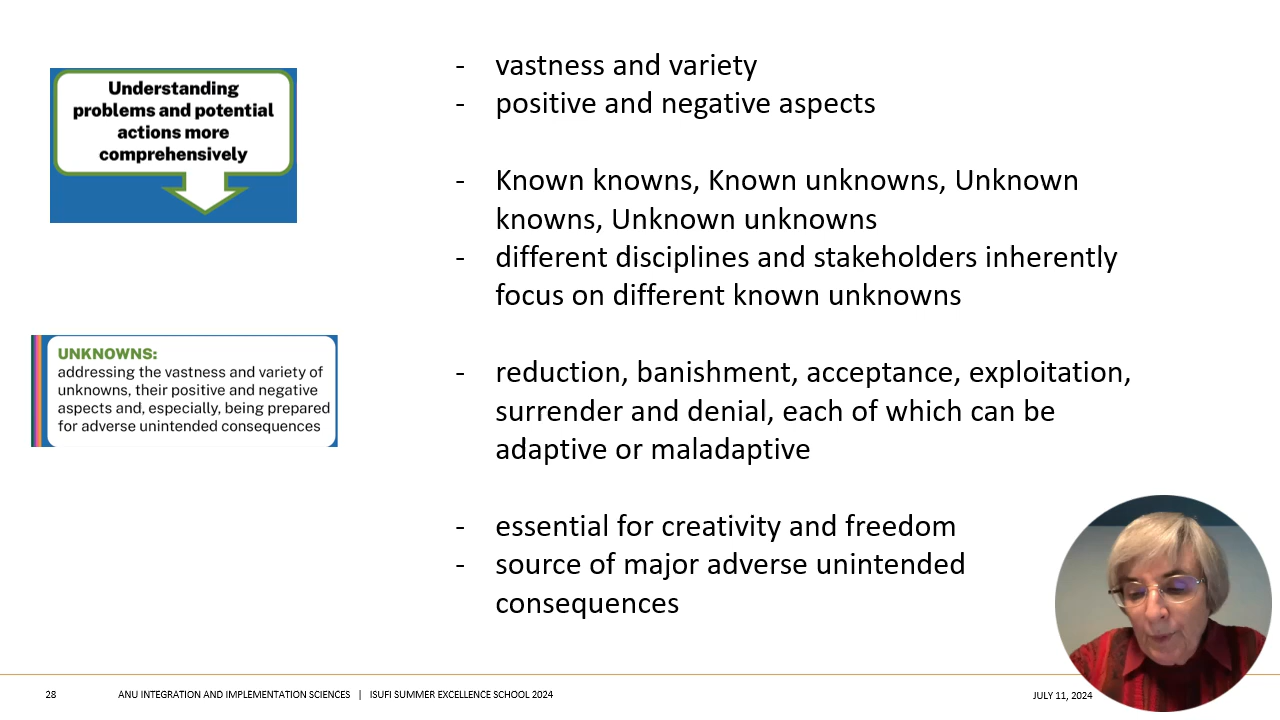 Understanding
problems and potential
actions more
comprehensively
UNKNOWNS:
addressing the vastness and variety of
unknowns, their positive and negative
aspects and, especially, being prepared
for adverse unintended consequences
- vastness and variety
- positive and negative aspects
- Known knowns, Known unknowns, Unknown
knowns, Unknown unknowns
- different disciplines and stakeholders inherently
focus on different known unknowns
- reduction, banishment, acceptance, exploitation,
surrender and denial, each of which can be
adaptive or maladaptive
- essential for creativity and freedom
- source of major adverse unintended
consequences
28 ANU INTEGRATION AND IMPLEMENTATION SCIENCES | ISUFI SUMMER EXCELLENCE SCHOOL 2024 JULY 11, 2024